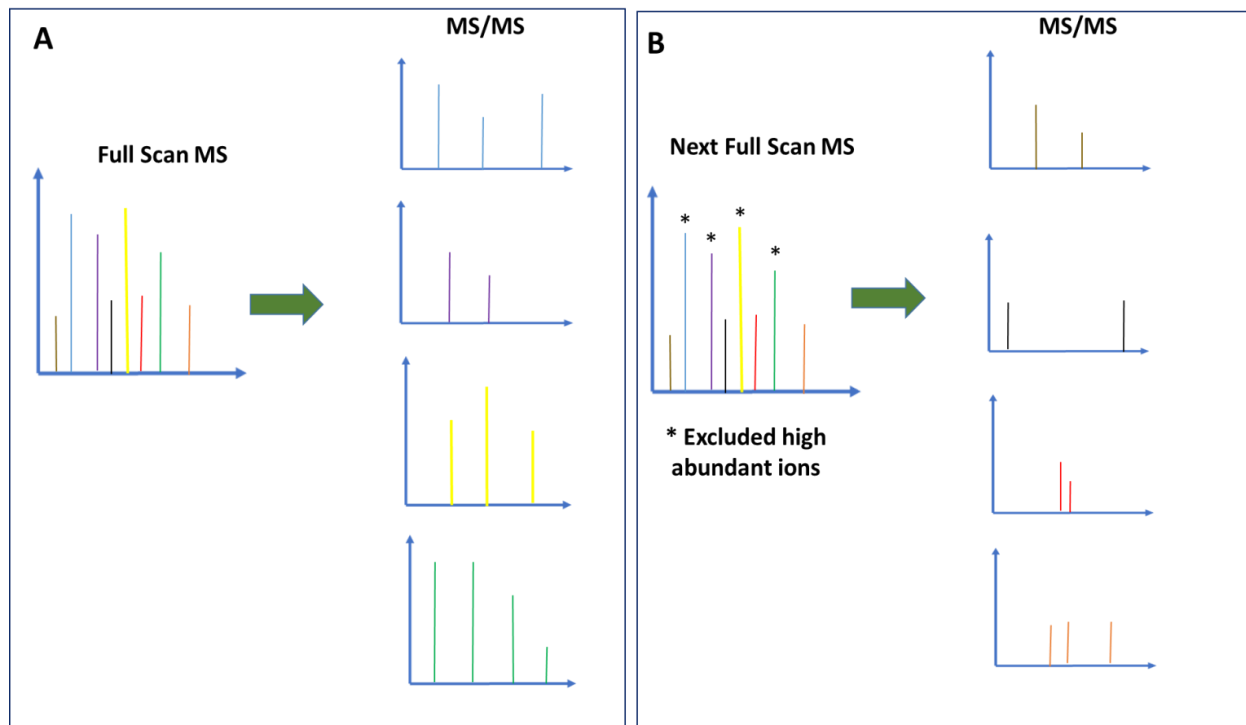 A
MS/MS
Full Scan MS
B
MS/MS
Next Full Scan MS
*
*
*
*
* Excluded high
abundant ions